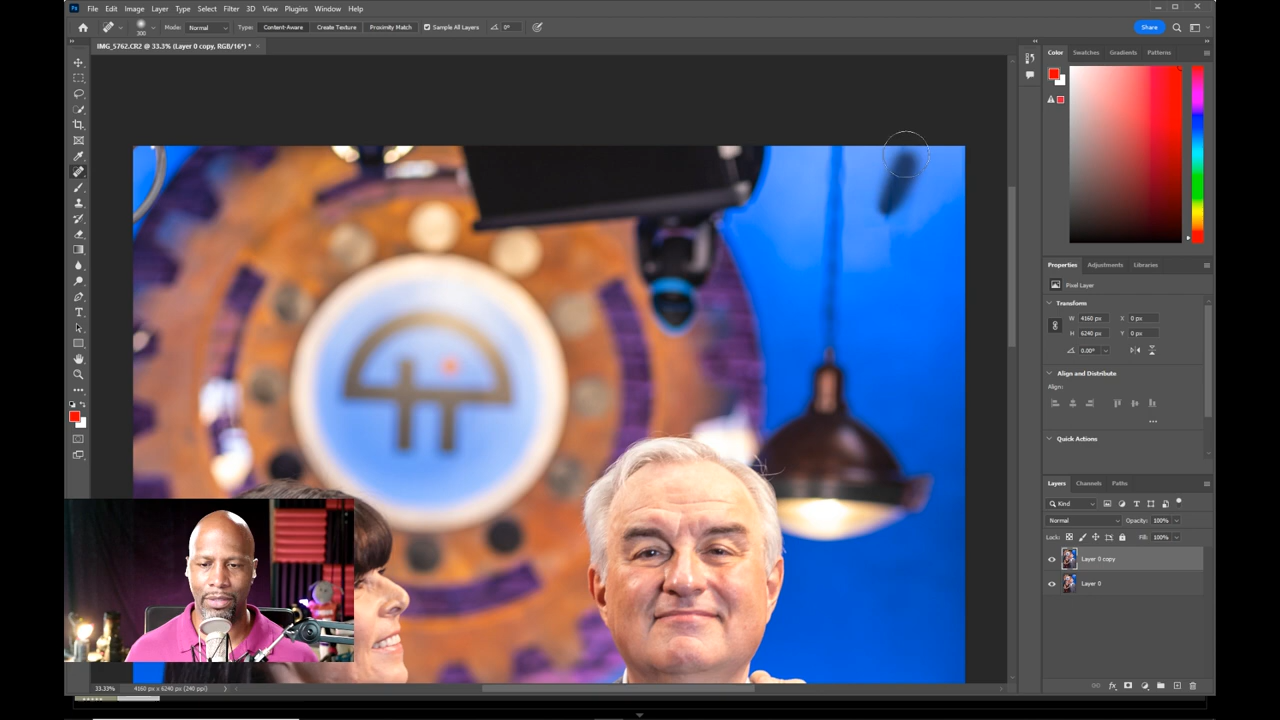 Ps File Edit Image Layer Type Select Filter 3D View Plugins Window Help
300 Mode: Normal Type: Content-Aware Create Texture Proximity Match Sample All Layers 0° Share
IMG_5762.CR2 @ 33.3% (Layer 0 copy, RGB/16*) * ×
Color Swatches Gradients Patterns
Properties Adjustments Libraries
Pixel Layer
Transform
W 4160 px X 0 px
H 6240 px Y 0 px
0.00°
Align and Distribute
Align:
Quick Actions
Layers Channels Paths
Kind
Normal Opacity: 100%
Lock: Fill: 100%
Layer 0 copy
Layer 0
33.33% 4160 px x 6240 px (240 ppi)